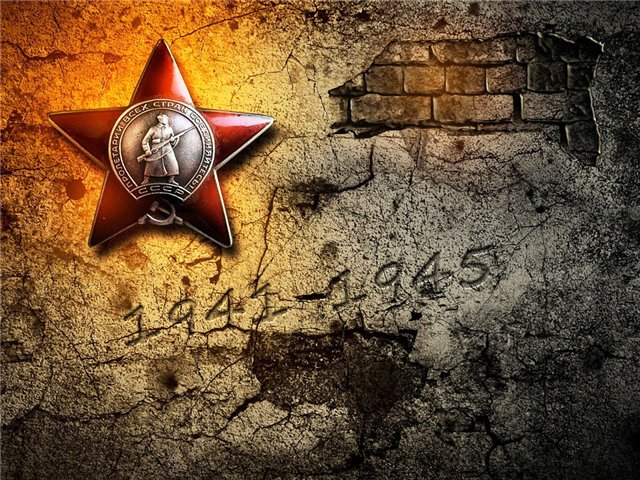 ПРОЛЕТАРИИ ВСЕХ СТРАН, СОЕДИНЯЙТЕСЬ!
СССР
1941-1945